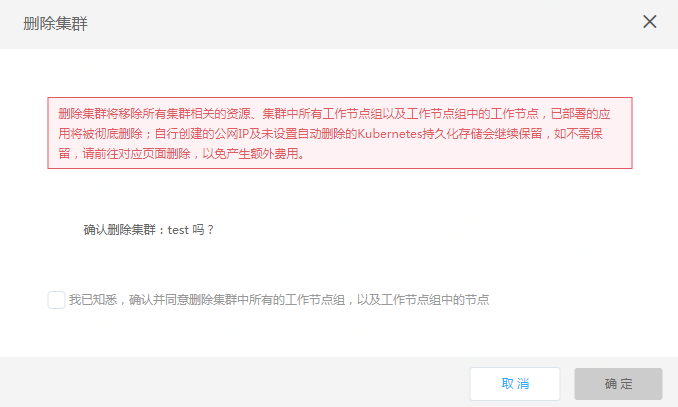 删除集群
删除集群将移除所有集群相关的资源、集群中所有工作节点组以及工作节点组中的工作节点，已部署的应
用将被彻底删除；自行创建的公网IP及未设置自动删除的Kubernetes持久化存储会继续保留，如不需保
留，请前往对应页面删除，以免产生额外费用。
确认删除集群：test 吗？
我已知悉，确认并同意删除集群中所有的工作节点组，以及工作节点组中的节点
取 消
确 定